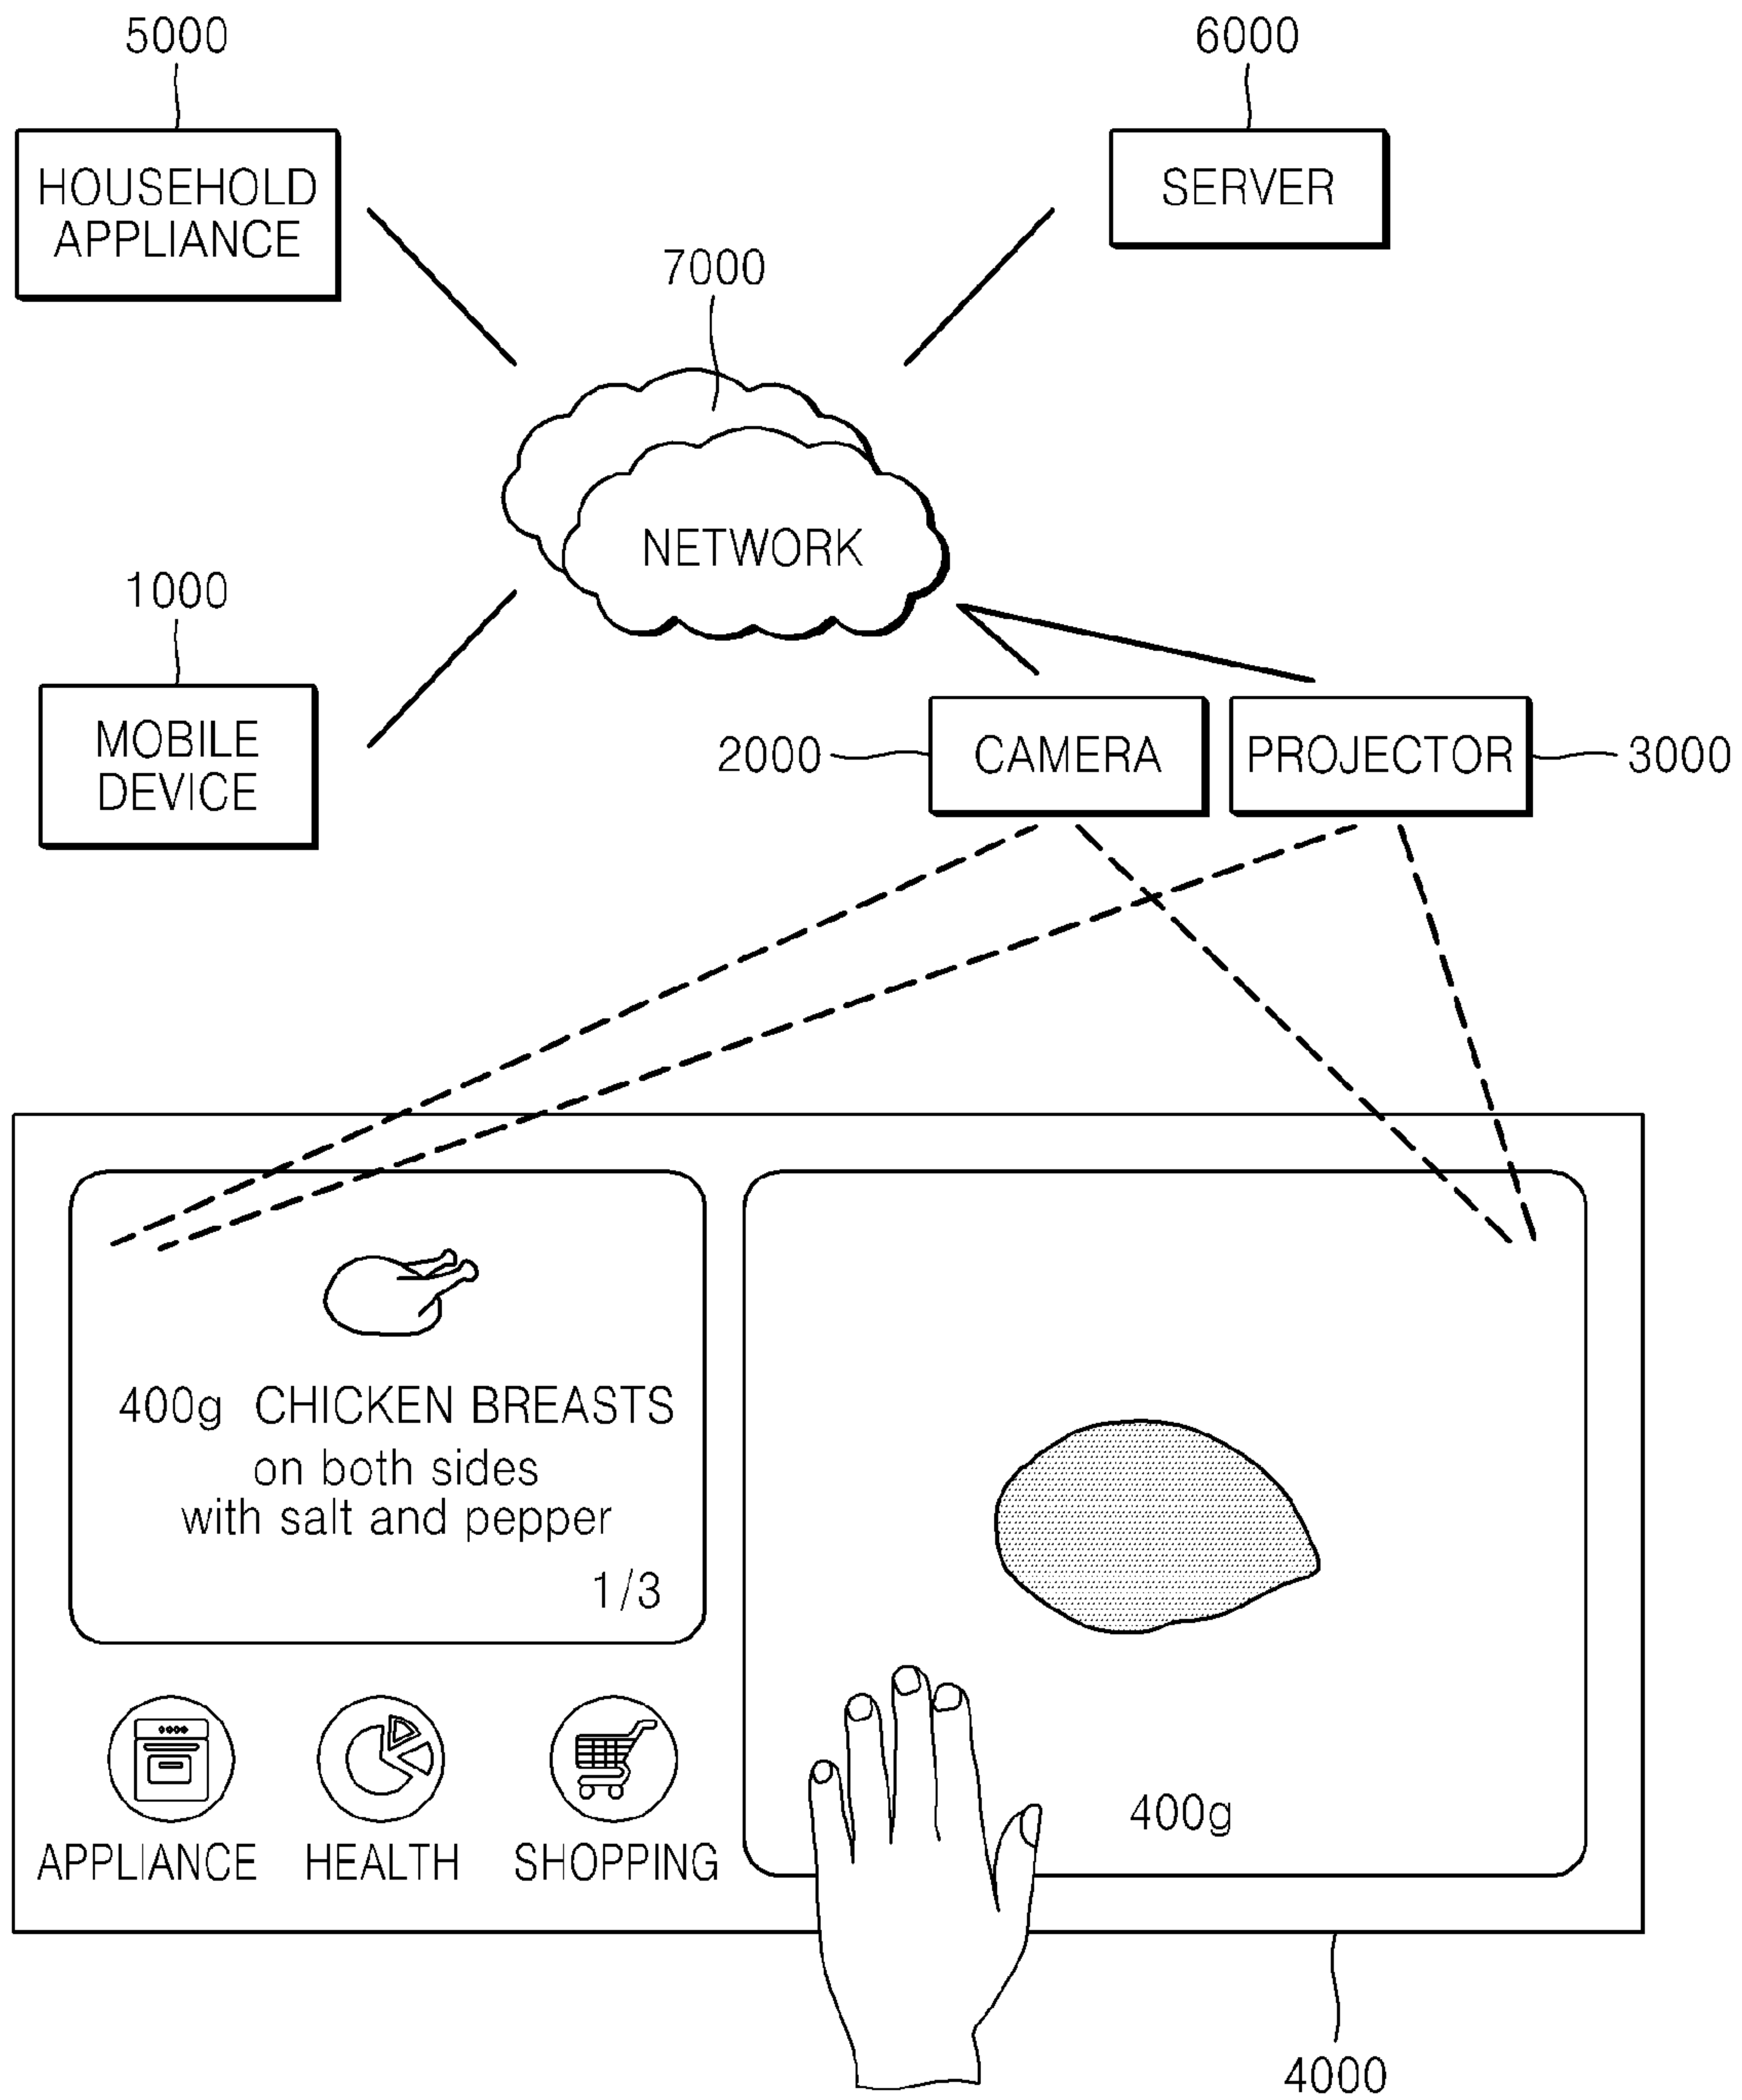 5000
6000
HOUSEHOLD
APPLIANCE
SERVER
7000
NETWORK
1000
MOBILE
DEVICE
2000
CAMERA
PROJECTOR
3000
400g CHICKEN BREASTS
on both sides
with salt and pepper
1/3
400g
APPLIANCE
HEALTH
SHOPPING
4000